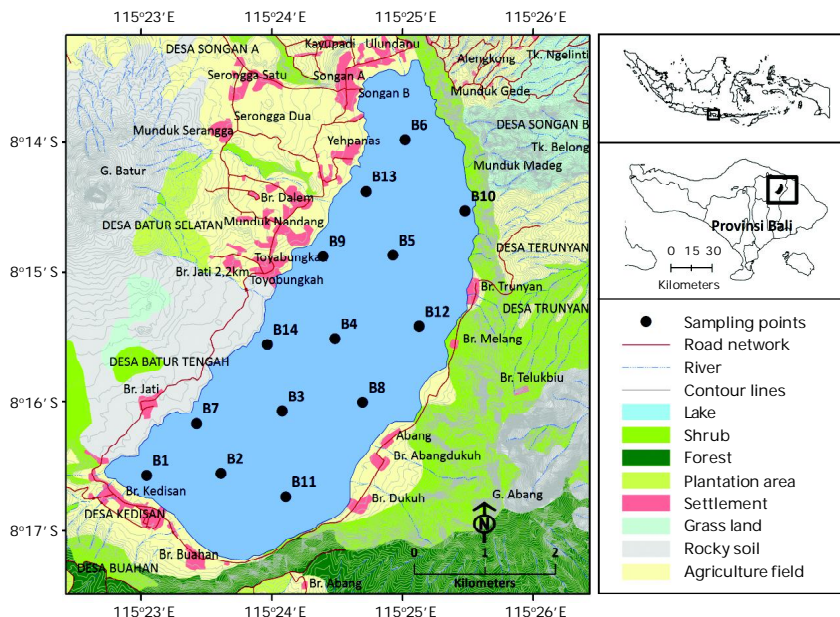 115°23' 115°24' 115°25' 115°26'
DESA SONGAN A
Kayupadi
Ulundanu
Alengkong
Tk. Ngelinti
Serongga Satu
Songan A
Songan B
Munduk Gede
Serongga Dua
B6
DESA SONGAN B
8°14' S
Munduk Serangga
Yehpanas
Tk. Belong
G. Batur
Munduk Madeg
B13
Br. Dalem
B10
DESA BATUR SELATAN
Munduk Nandang
B9
B5
DESA TERUNYAN
Toyabungkah
8°15' S
Br. Jati 2.2km
Toyobungkah
Br. Trunyan
DESA TRUNYAN
B12
B14
B4
Br. Melang
DESA BATUR TENGAH
Br. Telukbiu
Br. Jati
8°16' S
B3
B8
B7
Abang
B1
B2
Br. Abangdukuh
Br. Kedisan
B11
G. Abang
Br. Dukuh
DESA KEDISAN
N
8°17' S
Br. Buahan
DESA BUAHAN
0 1 2
Kilometers
Br. Abang
115°23' 115°24' 115°25' 115°26'
Provinsi Bali
0 15 30
Kilometers
Sampling points
Road network
River
Contour lines
Lake
Shrub
Forest
Plantation area
Settlement
Grass land
Rocky soil
Agriculture field